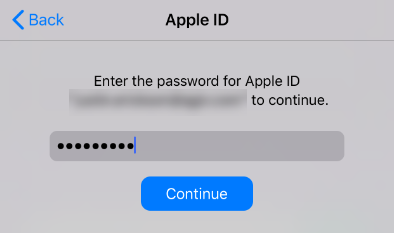 Back
Apple ID
Enter the password for Apple ID
to continue.
•••••••••
Continue